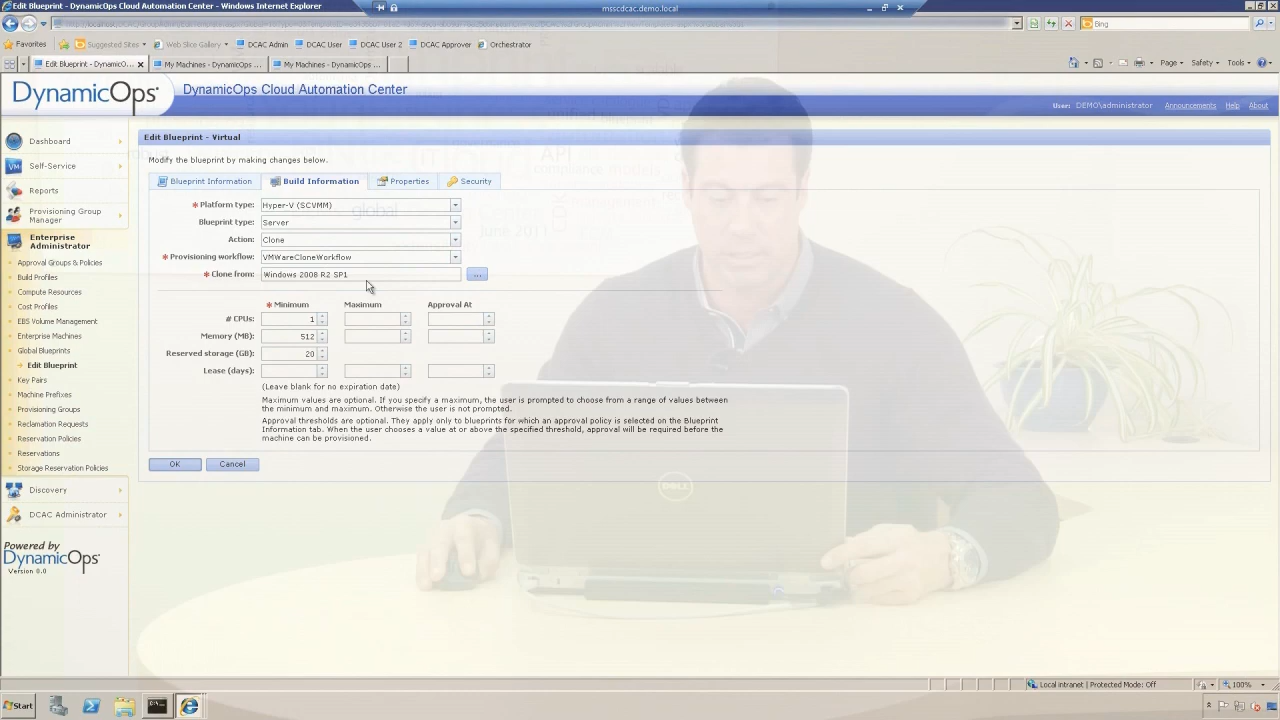 Edit Blueprint - DynamicOps Cloud Automation Center - Windows Internet Explorer
msscdcac.demo.local
Bing
Favorites Suggested Sites Web Slice Gallery DCAC Admin DCAC User DCAC User 2 DCAC Approver Orchestrator
Edit Blueprint - DynamicO... My Machines - DynamicOps ... My Machines - DynamicOps ...
Page Safety Tools
DynamicOps
DynamicOps Cloud Automation Center
User: DEMO\administrator Announcements Help About
Dashboard
Self-Service
Reports
Provisioning Group
Manager
Enterprise
Administrator
Approval Groups & Policies
Build Profiles
Compute Resources
Cost Profiles
EBS Volume Management
Enterprise Machines
Global Blueprints
Edit Blueprint
Key Pairs
Machine Prefixes
Provisioning Groups
Reclamation Requests
Reservation Policies
Reservations
Storage Reservation Policies
Discovery
DCAC Administrator
Powered by
DynamicOps
Version 0.0
Edit Blueprint - Virtual
Modify the blueprint by making changes below.
Blueprint Information Build Information Properties Security
* Platform type: Hyper-V (SCVMM)
Blueprint type: Server
Action: Clone
* Provisioning workflow: VMWareCloneWorkflow
* Clone from: Windows 2008 R2 SP1 ...
* Minimum Maximum Approval At
# CPUs: 1
Memory (MB): 512
Reserved storage (GB): 20
Lease (days):
(Leave blank for no expiration date)
Maximum values are optional. If you specify a maximum, the user is prompted to choose from a range of values between
the minimum and maximum. Otherwise the user is not prompted.
Approval thresholds are optional. They apply only to blueprints for which an approval policy is selected on the Blueprint
Information tab. When the user chooses a value at or above the specified threshold, approval will be required before the
machine can be provisioned.
OK Cancel
API
models
global
June 2011
DELL
Local intranet | Protected Mode: Off 100%
Start